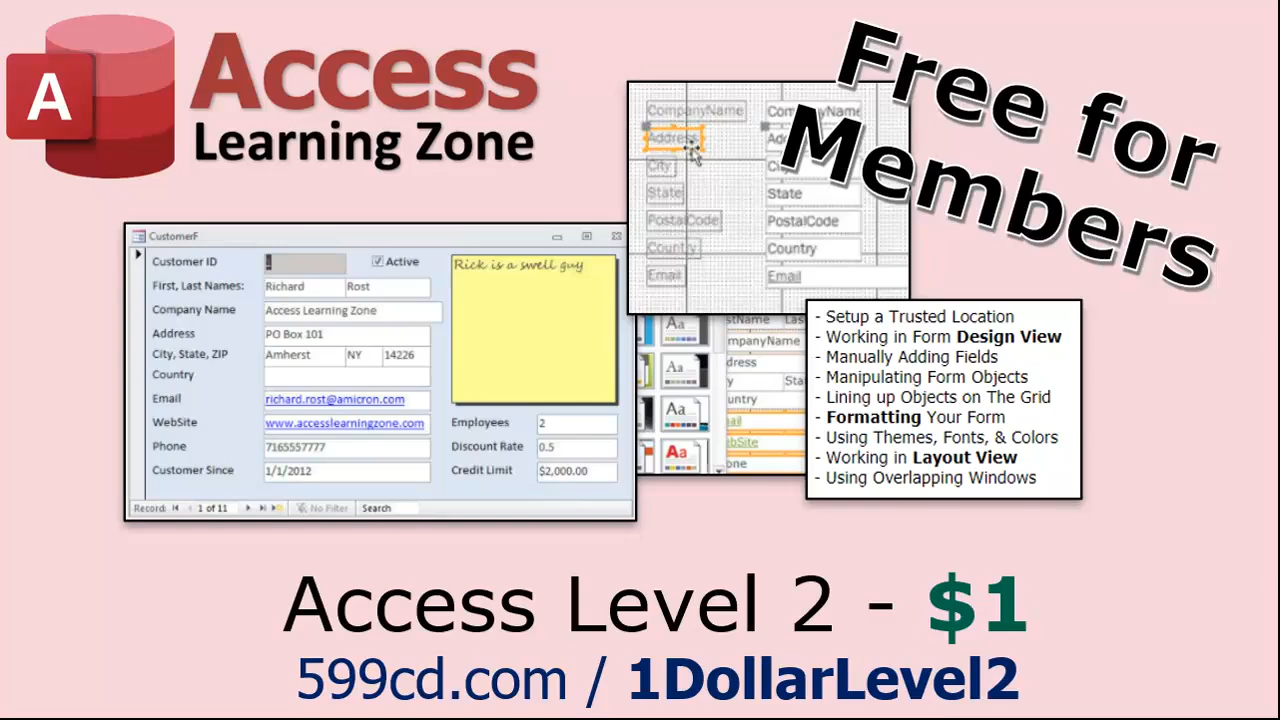 A
Access
Learning Zone
Free for
Members
CompanyName CompanyName
Address
City
State State
PostalCode PostalCode
Country Country
Email Email
CustomerF
Customer ID Active
First, Last Names: Richard Rost
Company Name Access Learning Zone
Address PO Box 101
City, State, ZIP Amherst NY 14226
Country
Email richard.rost@amicron.com
WebSite www.accesslearningzone.com
Phone 7165557777
Customer Since 1/1/2012
Rick is a swell guy
Employees 2
Discount Rate 0.5
Credit Limit $2,000.00
Record: 1 of 11 No Filter Search
Aa
Aa
Aa
Aa
- Setup a Trusted Location
- Working in Form Design View
- Manually Adding Fields
- Manipulating Form Objects
- Lining up Objects on The Grid
- Formatting Your Form
- Using Themes, Fonts, & Colors
- Working in Layout View
- Using Overlapping Windows
Access Level 2 - $1
599cd.com / 1DollarLevel2